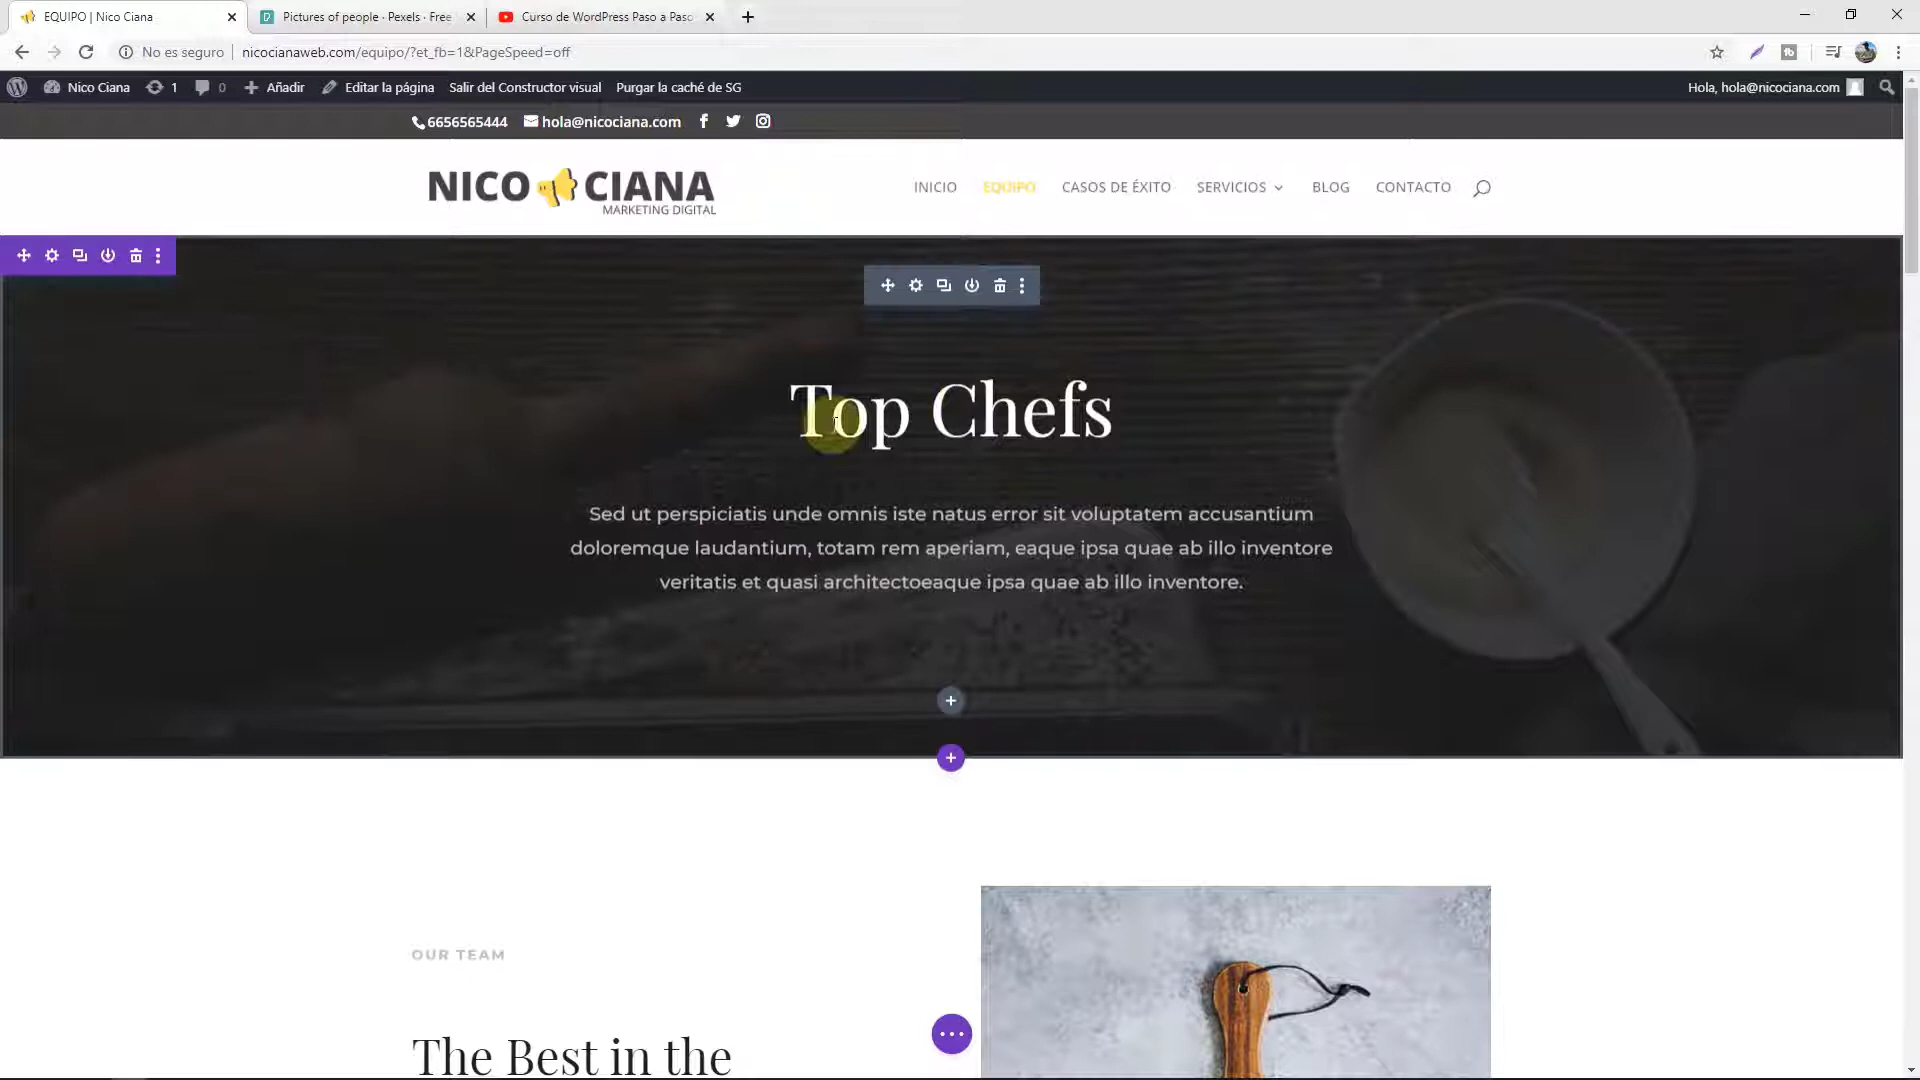 EQUIPO | Nico Ciana
Pictures of people · Pexels · Free
Curso de WordPress Paso a Paso
No es seguro
nicocianaweb.com/equipo/?et_fb=1&PageSpeed=off
Nico Ciana
1
0
Añadir
Editar la página
Salir del Constructor visual
Purgar la caché de SG
Hola, hola@nicociana.com
6656565444
hola@nicociana.com
NICO CIANA
MARKETING DIGITAL
INICIO
EQUIPO
CASOS DE ÉXITO
SERVICIOS
BLOG
CONTACTO
Top Chefs
Sed ut perspiciatis unde omnis iste natus error sit voluptatem accusantium
doloremque laudantium, totam rem aperiam, eaque ipsa quae ab illo inventore
veritatis et quasi architectoeaque ipsa quae ab illo inventore.
OUR TEAM
The Best in the